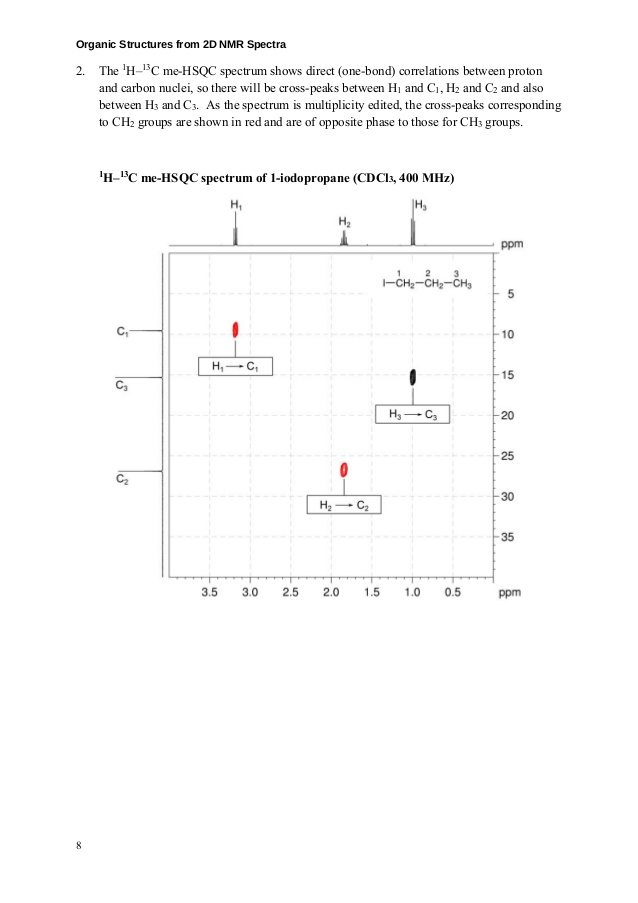 Organic Structures from 2D NMR Spectra
2. The ¹H–¹³C me-HSQC spectrum shows direct (one-bond) correlations between proton
and carbon nuclei, so there will be cross-peaks between H₁ and C₁, H₂ and C₂ and also
between H₃ and C₃. As the spectrum is multiplicity edited, the cross-peaks corresponding
to CH₂ groups are shown in red and are of opposite phase to those for CH₃ groups.
¹H–¹³C me-HSQC spectrum of 1-iodopropane (CDCl₃, 400 MHz)
H₁
H₂
H₃
ppm
1 2 3
I—CH₂—CH₂—CH₃
5
C₁
10
H₁ → C₁
15
C₃
H₃ → C₃
20
25
C₂
30
H₂ → C₂
35
3.5 3.0 2.5 2.0 1.5 1.0 0.5 ppm
8